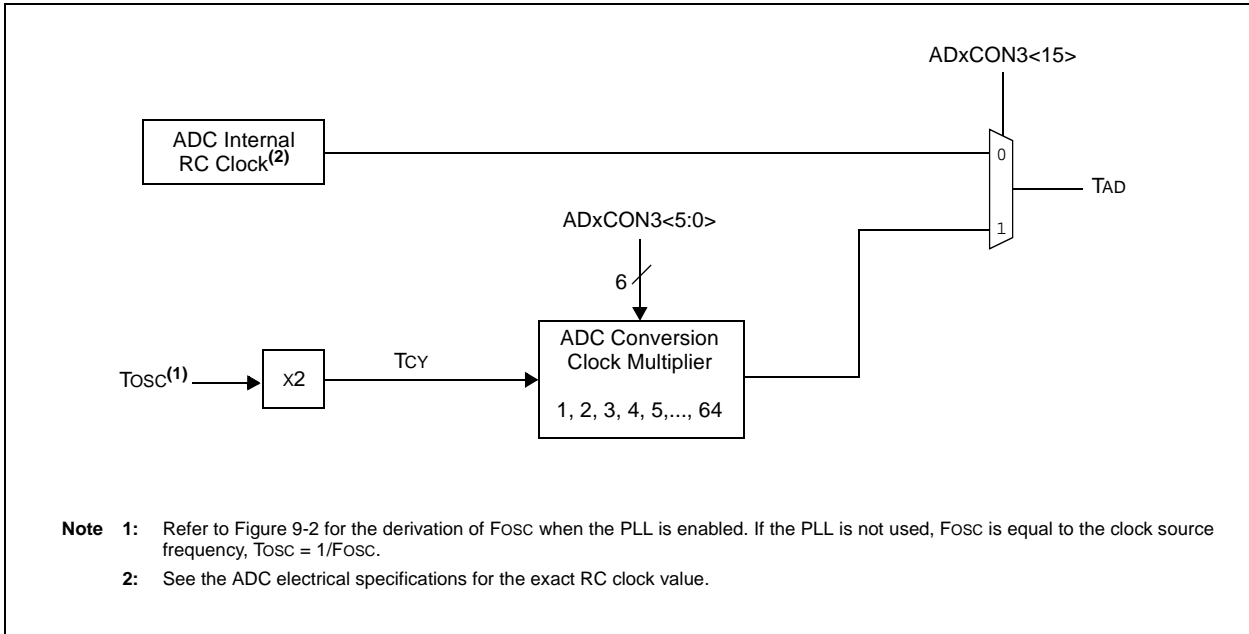 ADxCON3<15>
ADC Internal
RC Clock(2)
0
TAD
ADxCON3<5:0>
1
6
ADC Conversion
Clock Multiplier
TOSC(1)
X2
TCY
1, 2, 3, 4, 5,..., 64
Note 1: Refer to Figure 9-2 for the derivation of FOSC when the PLL is enabled. If the PLL is not used, FOSC is equal to the clock source
frequency, TOSC = 1/FOSC.
2: See the ADC electrical specifications for the exact RC clock value.